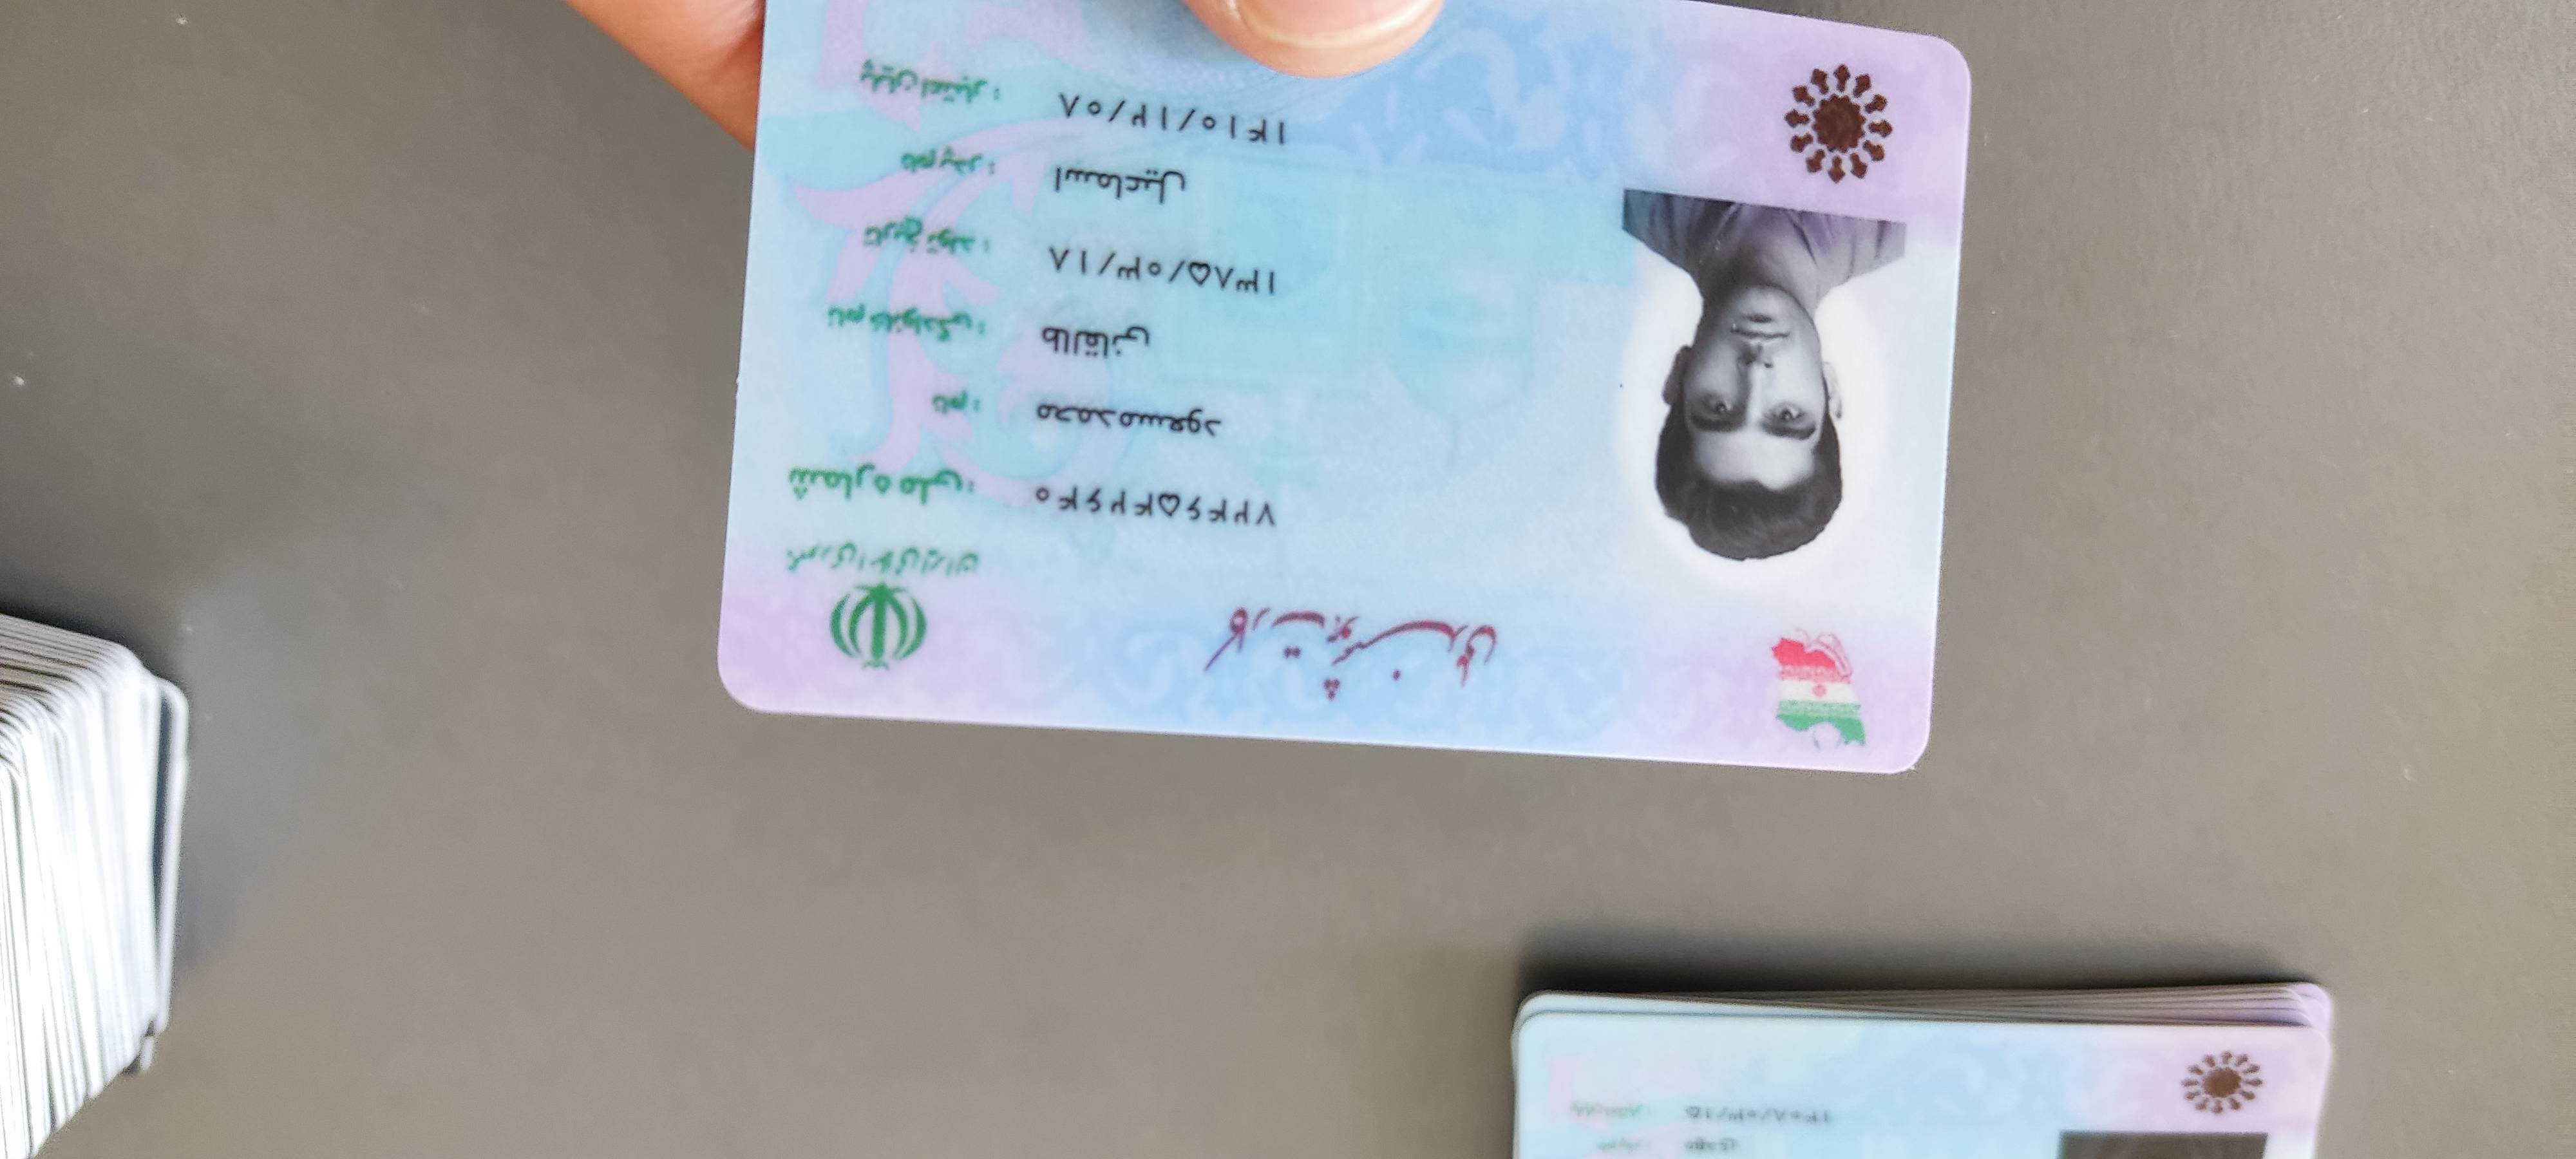 مهدی
۱۴۰۸/۰۳/۱۵
کارت هوشمند ملی
جمهوری اسلامی ایران
شماره ملی: ۷۲۴۶۵۴۲۶۴۰
نام: محمدمسعود
نام خانوادگی: طالقانی
تاریخ تولد: ۱۳۸۵/۰۳/۱۸
نام پدر: اسماعیل
پایان اعتبار: ۱۴۱۰/۱۲/۰۸